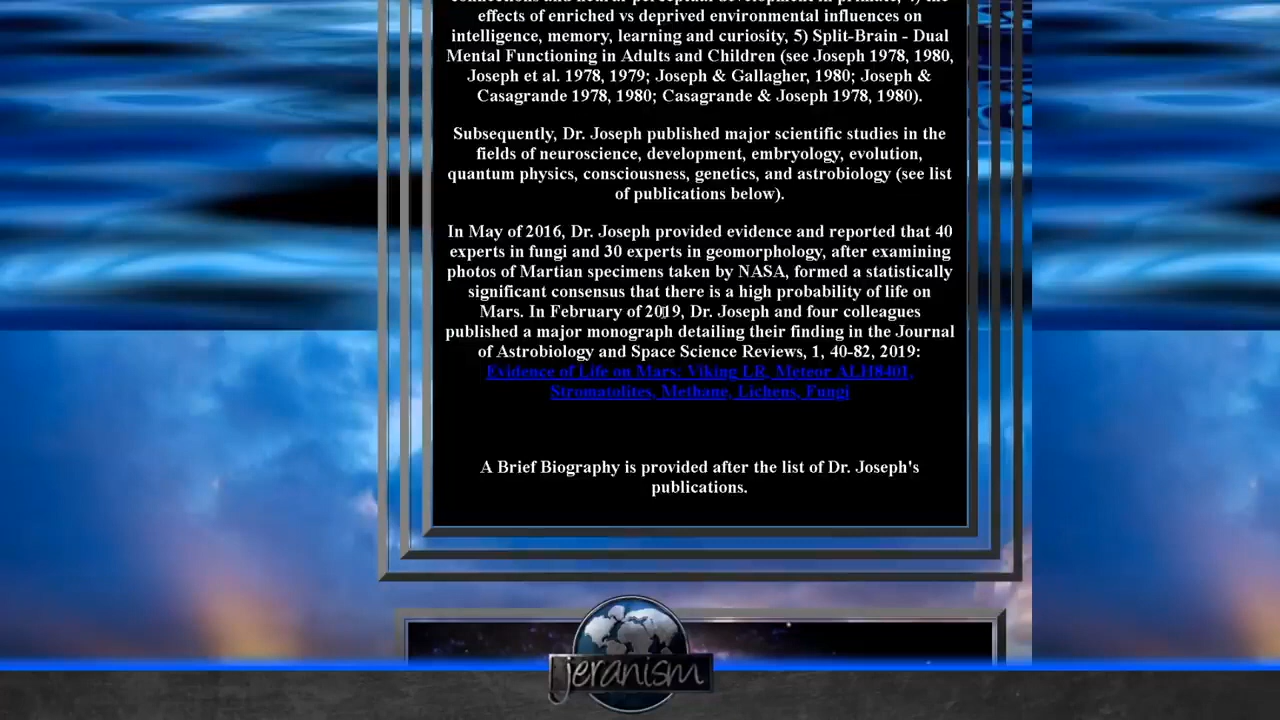 effects of enriched vs deprived environmental influences on
intelligence, memory, learning and curiosity, 5) Split-Brain - Dual
Mental Functioning in Adults and Children (see Joseph 1978, 1980,
Joseph et al. 1978, 1979; Joseph & Gallagher, 1980; Joseph &
Casagrande 1978, 1980; Casagrande & Joseph 1978, 1980).
Subsequently, Dr. Joseph published major scientific studies in the
fields of neuroscience, development, embryology, evolution,
quantum physics, consciousness, genetics, and astrobiology (see list
of publications below).
In May of 2016, Dr. Joseph provided evidence and reported that 40
experts in fungi and 30 experts in geomorphology, after examining
photos of Martian specimens taken by NASA, formed a statistically
significant consensus that there is a high probability of life on
Mars. In February of 2019, Dr. Joseph and four colleagues
published a major monograph detailing their finding in the Journal
of Astrobiology and Space Science Reviews, 1, 40-82, 2019:
Evidence of Life on Mars: Viking LR, Meteor ALH8401,
Stromatolites, Methane, Lichens, Fungi
A Brief Biography is provided after the list of Dr. Joseph's
publications.
jeranism